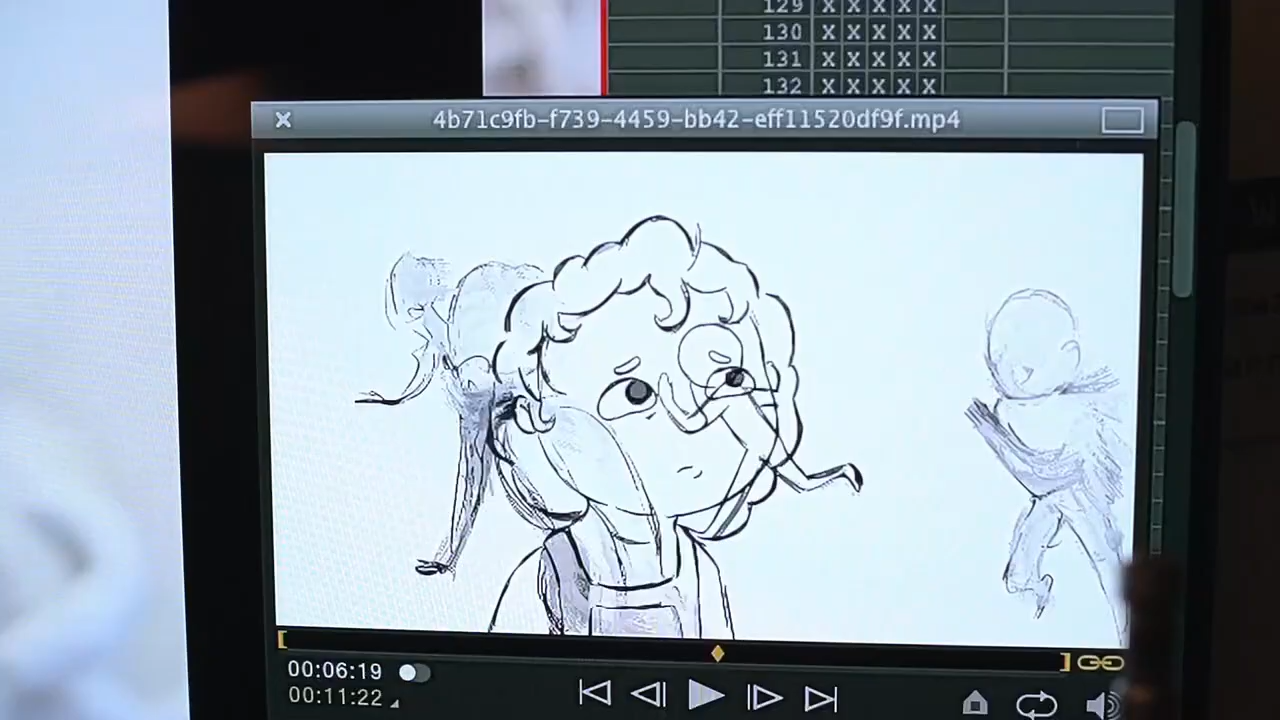 129 X X X X X
130 X X X X X
131 X X X X X
132 X X X X X
4b71c9fb-f739-4459-bb42-eff11520df9f.mp4
00:06:19
00:11:22